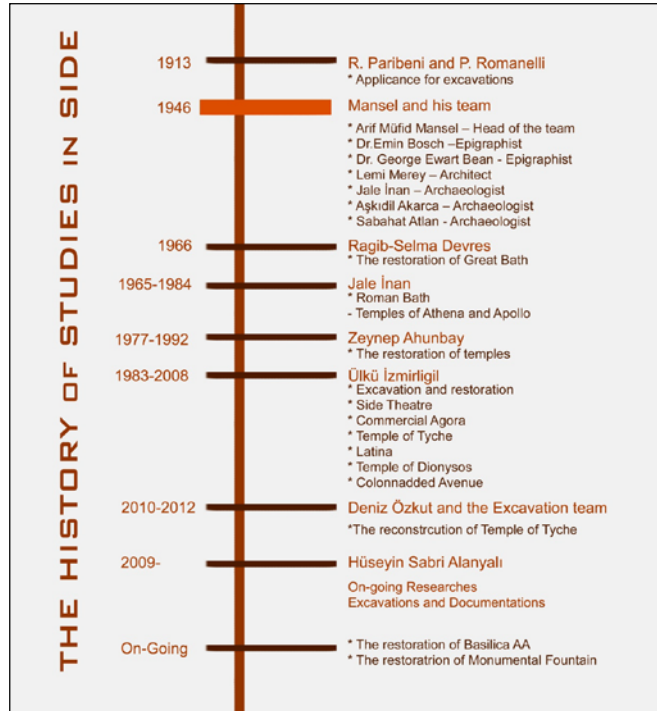 THE HISTORY OF STUDIES IN SIDE
1913
R. Paribeni and P. Romanelli
* Applicance for excavations
1946
Mansel and his team
* Arif Müfid Mansel – Head of the team
* Dr.Emin Bosch –Epigraphist
* Dr. George Ewart Bean - Epigraphist
* Lemi Merey – Architect
* Jale İnan – Archaeologist
* Aşkıdil Akarca – Archaeologist
* Sabahat Atlan - Archaeologist
1966
Ragib-Selma Devres
* The restoration of Great Bath
1965-1984
Jale İnan
* Roman Bath
- Temples of Athena and Apollo
1977-1992
Zeynep Ahunbay
* The restoration of temples
1983-2008
Ülkü İzmirligil
* Excavation and restoration
* Side Theatre
* Commercial Agora
* Temple of Tyche
* Latina
* Temple of Dionysos
* Colonnadded Avenue
2010-2012
Deniz Özkut and the Excavation team
*The reconstrcution of Temple of Tyche
2009-
Hüseyin Sabri Alanyalı
On-going Researches
Excavations and Documentations
On-Going
* The restoration of Basilica AA
* The restoratrion of Monumental Fountain